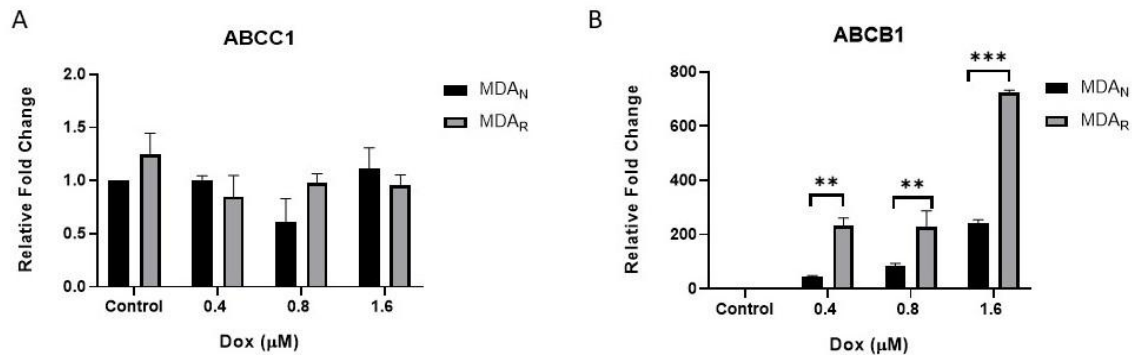 A
ABCC1
Relative Fold Change
2.0
1.5
1.0
0.5
0.0
Control 0.4 0.8 1.6
Dox (μM)
MDAN
MDAR
B
ABCB1
Relative Fold Change
800
600
400
200
0
** ** ***
Control 0.4 0.8 1.6
Dox (μM)
MDAN
MDAR